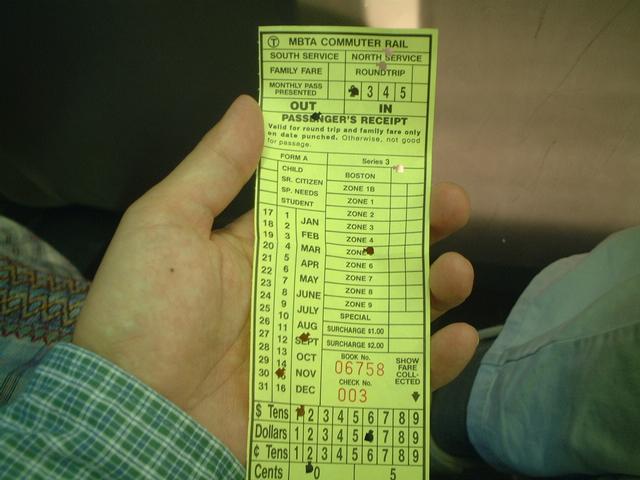 T MBTA COMMUTER RAIL
SOUTH SERVICE NORTH SERVICE
FAMILY FARE ROUNDTRIP
MONTHLY PASS PRESENTED 3 4 5
OUT IN
PASSENGER'S RECEIPT
Valid for round trip and family fare only
on date punched. Otherwise, not good
for passage.
FORM A Series 3
CHILD
SR. CITIZEN
SP. NEEDS
STUDENT
BOSTON
ZONE 1B
ZONE 1
ZONE 2
ZONE 3
ZONE 4
ZONE
ZONE 6
ZONE 7
ZONE 8
ZONE 9
SPECIAL
SURCHARGE $1.00
SURCHARGE $2.00
17 1 JAN
18 2
19 3 FEB
20 4 MAR
21 5
22 6 APR
23 7 MAY
24 8 JUNE
25 9 JULY
26 10
27 11 AUG
28 12 SEPT
29 13 OCT
30 14 NOV
31 16 DEC
BOOK No.
06758
CHECK No.
003
SHOW
FARE
COLL-
ECTED
$ Tens 2 3 4 5 6 7 8 9
Dollars 1 2 3 4 5 7 8 9
¢ Tens 1 2 3 4 5 6 7 8 9
Cents 0 5